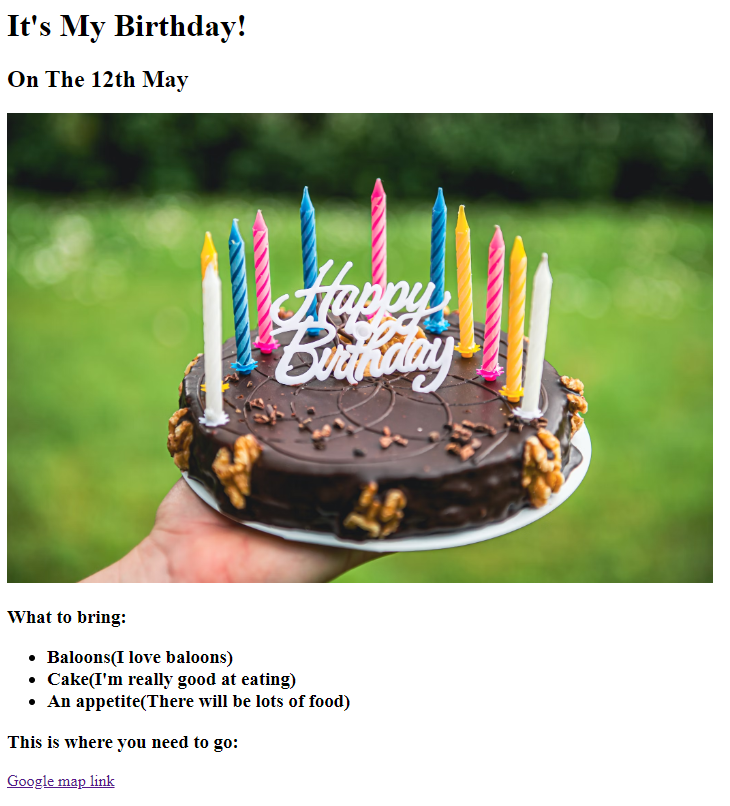 It's My Birthday!
On The 12th May
Happy
Birthday
What to bring:
Baloons(I love baloons)
Cake(I'm really good at eating)
An appetite(There will be lots of food)
This is where you need to go:
Google map link